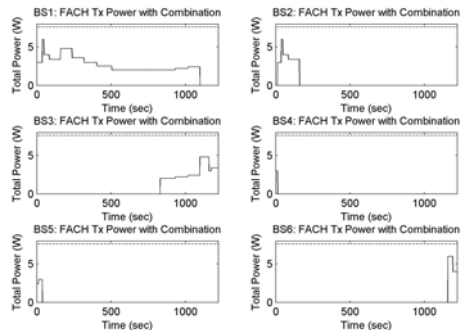 BS1: FACH Tx Power with Combination
BS2: FACH Tx Power with Combination
Total Power (W)
5
0
0 500 1000
Time (sec)
Total Power (W)
5
0
0 500 1000
Time (sec)
BS3: FACH Tx Power with Combination
BS4: FACH Tx Power with Combination
Total Power (W)
5
0
0 500 1000
Time (sec)
Total Power (W)
5
0
0 500 1000
Time (sec)
BS5: FACH Tx Power with Combination
BS6: FACH Tx Power with Combination
Total Power (W)
5
0
0 500 1000
Time (sec)
Total Power (W)
5
0
0 500 1000
Time (sec)